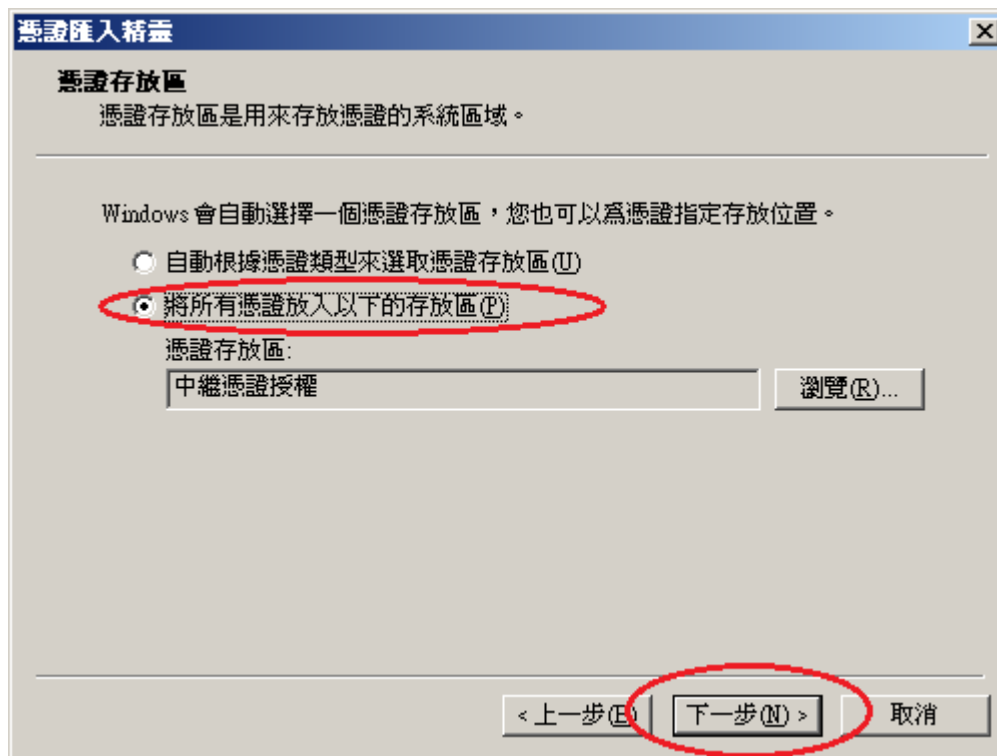 憑證匯入精靈
憑證存放區
憑證存放區是用來存放憑證的系統區域。
Windows 會自動選擇一個憑證存放區，您也可以為憑證指定存放位置。
自動根據憑證類型來選取憑證存放區(U)
將所有憑證放入以下的存放區(P)
憑證存放區:
中繼憑證授權
瀏覽(R)...
< 上一步(B)
下一步(N) >
取消